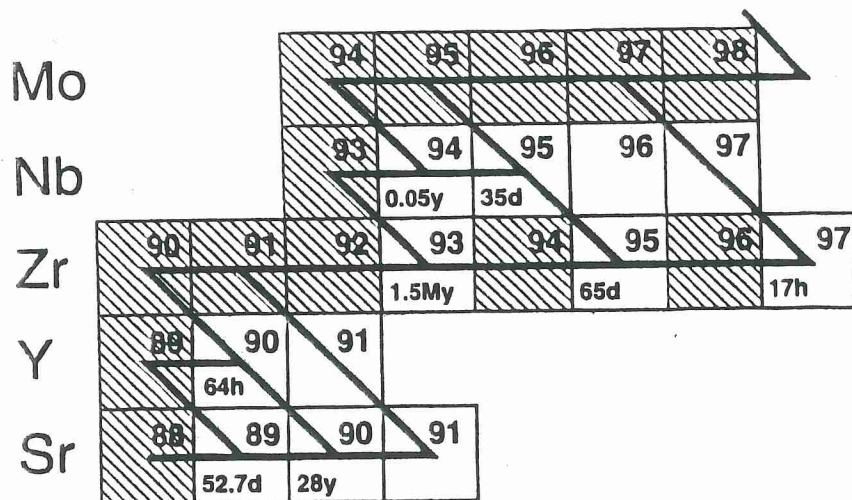 Mo 94 95 96 97 98
Nb 93 94 95 96 97
0.05y 35d
Zr 90 91 92 93 94 95 96 97
1.5My 65d 17h
Y 89 90 91
64h
Sr 88 89 90 91
52.7d 28y